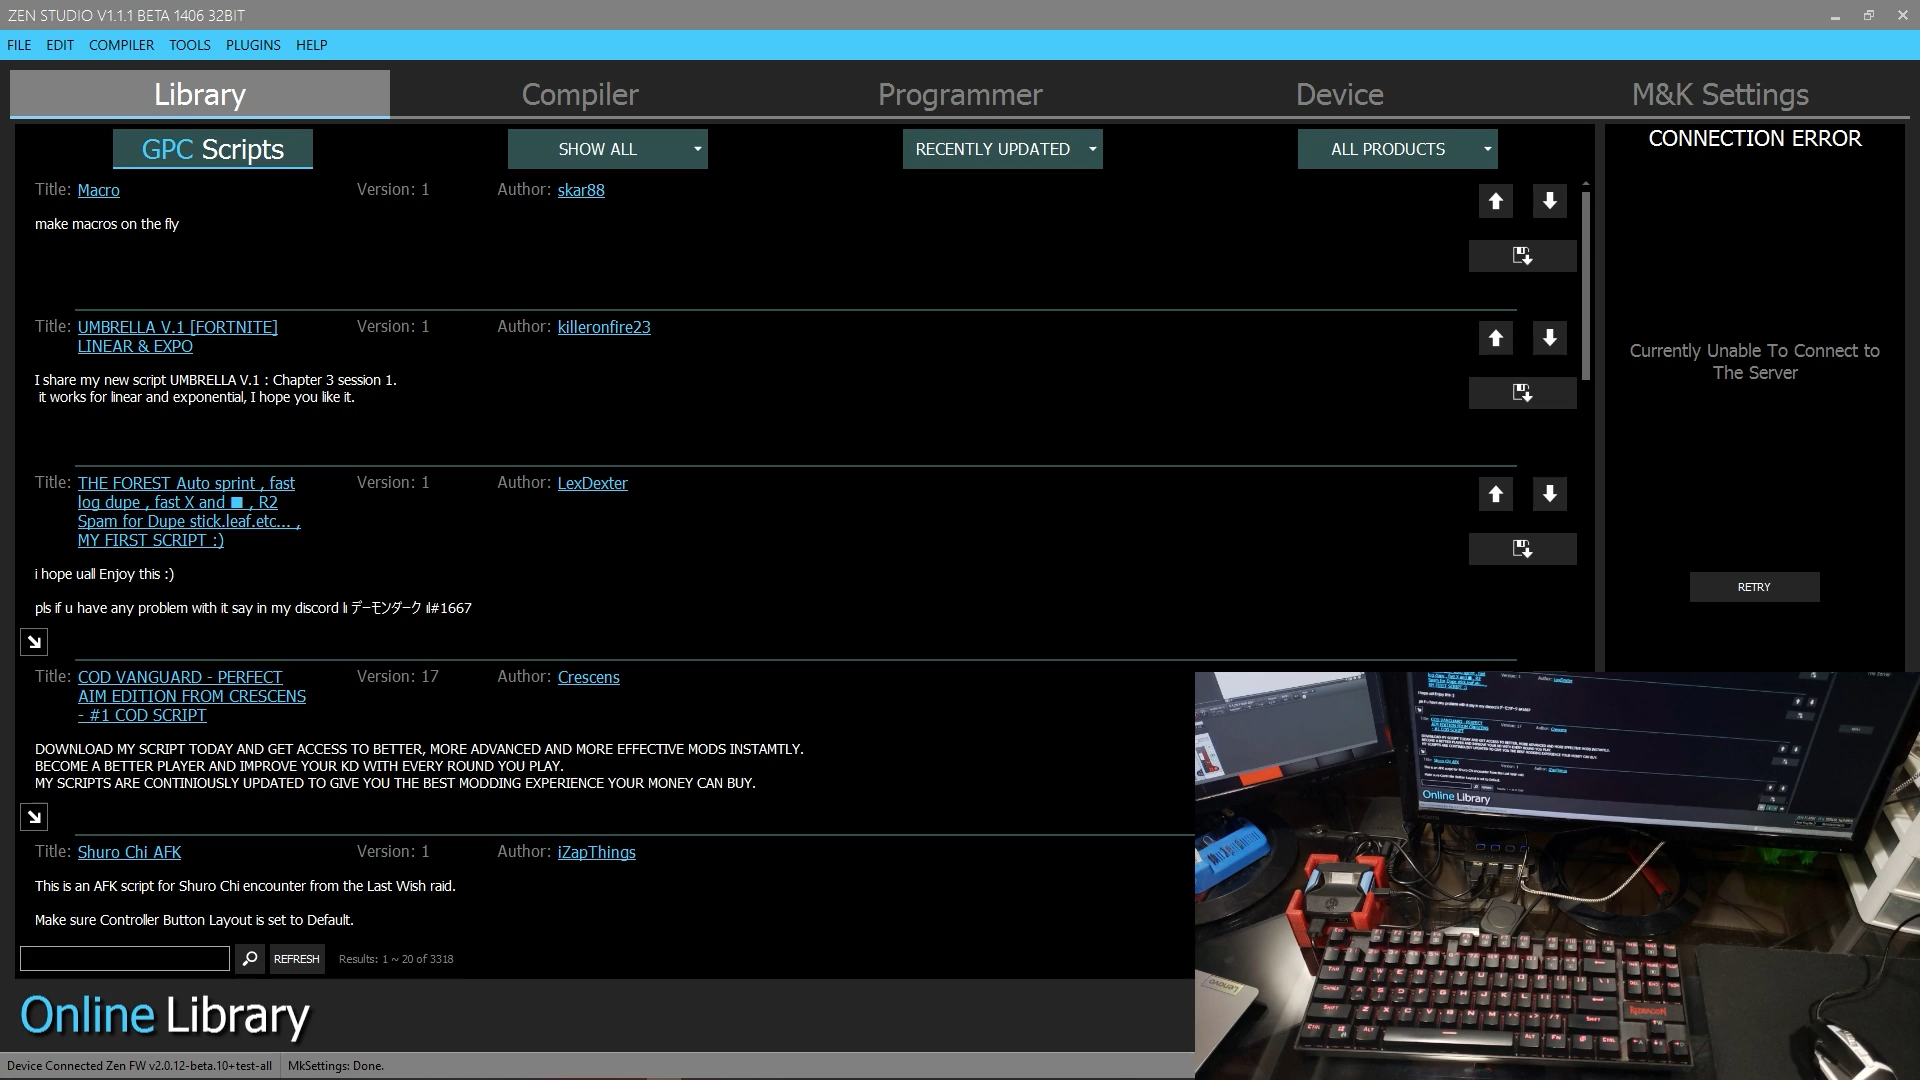 ZEN STUDIO V1.1.1 BETA 1406 32BIT
FILE EDIT COMPILER TOOLS PLUGINS HELP
Library Compiler Programmer Device M&K Settings
GPC Scripts SHOW ALL RECENTLY UPDATED ALL PRODUCTS
CONNECTION ERROR
Currently Unable To Connect to
The Server
RETRY
Title: Macro Version: 1 Author: skar88
make macros on the fly
Title: UMBRELLA V.1 [FORTNITE] Version: 1 Author: killeronfire23
LINEAR & EXPO
I share my new script UMBRELLA V.1 : Chapter 3 session 1.
it works for linear and exponential, I hope you like it.
Title: THE FOREST Auto sprint , fast Version: 1 Author: LexDexter
log dupe , fast X and ■ , R2
Spam for Dupe stick.leaf.etc... ,
MY FIRST SCRIPT :)
i hope uall Enjoy this :)
pls if u have any problem with it say in my discord lı デーモンダーク ıl#1667
Title: COD VANGUARD - PERFECT Version: 17 Author: Crescens
AIM EDITION FROM CRESCENS
- #1 COD SCRIPT
DOWNLOAD MY SCRIPT TODAY AND GET ACCESS TO BETTER, MORE ADVANCED AND MORE EFFECTIVE MODS INSTAMTLY.
BECOME A BETTER PLAYER AND IMPROVE YOUR KD WITH EVERY ROUND YOU PLAY.
MY SCRIPTS ARE CONTINIOUSLY UPDATED TO GIVE YOU THE BEST MODDING EXPERIENCE YOUR MONEY CAN BUY.
Title: Shuro Chi AFK Version: 1 Author: iZapThings
This is an AFK script for Shuro Chi encounter from the Last Wish raid.
Make sure Controller Button Layout is set to Default.
REFRESH Results: 1 ~ 20 of 3318
Online Library
Device Connected Zen FW v2.0.12-beta.10+test-all MkSettings: Done.
Online Library
Lenovo
REDRAGON